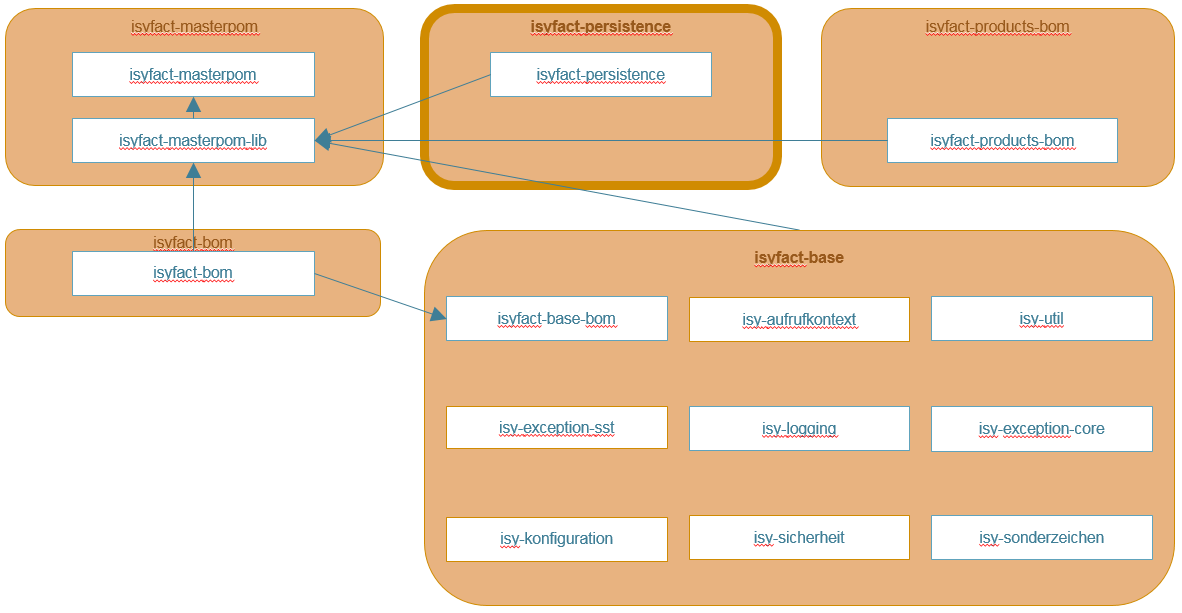 isyfact-masterpom
isyfact-masterpom
isyfact-masterpom-lib
isyfact-persistence
isyfact-persistence
isyfact-products-bom
isyfact-products-bom
isyfact-bom
isyfact-bom
isyfact-base
isyfact-base-bom
isy-aufrufkontext
isy-util
isy-exception-sst
isy-logging
isy-exception-core
isy-konfiguration
isy-sicherheit
isy-sonderzeichen